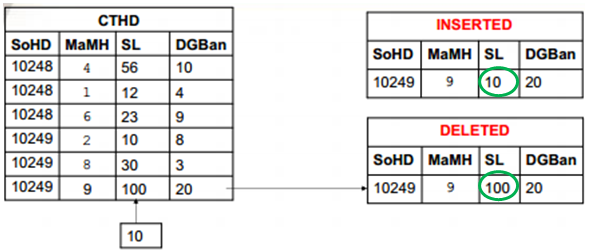 CTHD
SoHD MaMH SL DGBan
10248 4 56 10
10248 1 12 4
10248 6 23 9
10249 2 10 8
10249 8 30 3
10249 9 100 20
10
INSERTED
SoHD MaMH SL DGBan
10249 9 10 20
DELETED
SoHD MaMH SL DGBan
10249 9 100 20